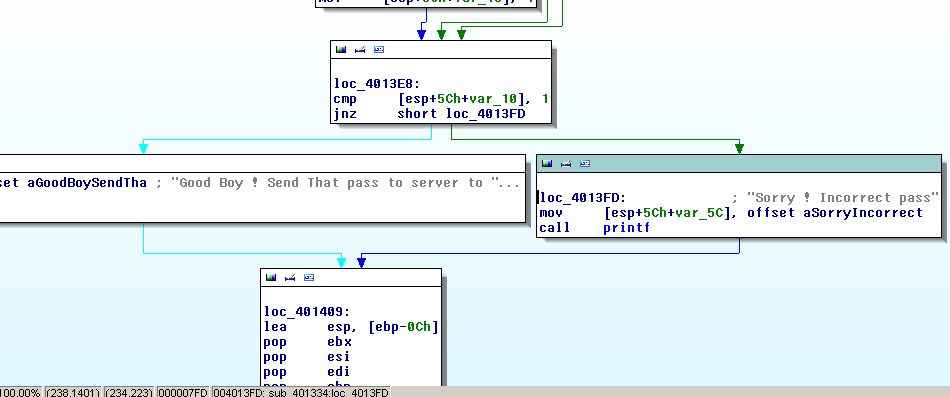 loc_4013E8:
cmp [esp+5Ch+var_10], 1
jnz short loc_4013FD
set aGoodBoySendTha ; "Good Boy ! Send That pass to server to "...
loc_4013FD: ; "Sorry ! Incorrect pass"
mov [esp+5Ch+var_5C], offset aSorryIncorrect
call printf
loc_401409:
lea esp, [ebp-0Ch]
pop ebx
pop esi
pop edi
pop ebp
100.00% (238,1401) (234,223) 000007FD 004013FD: sub_401334:loc_4013FD